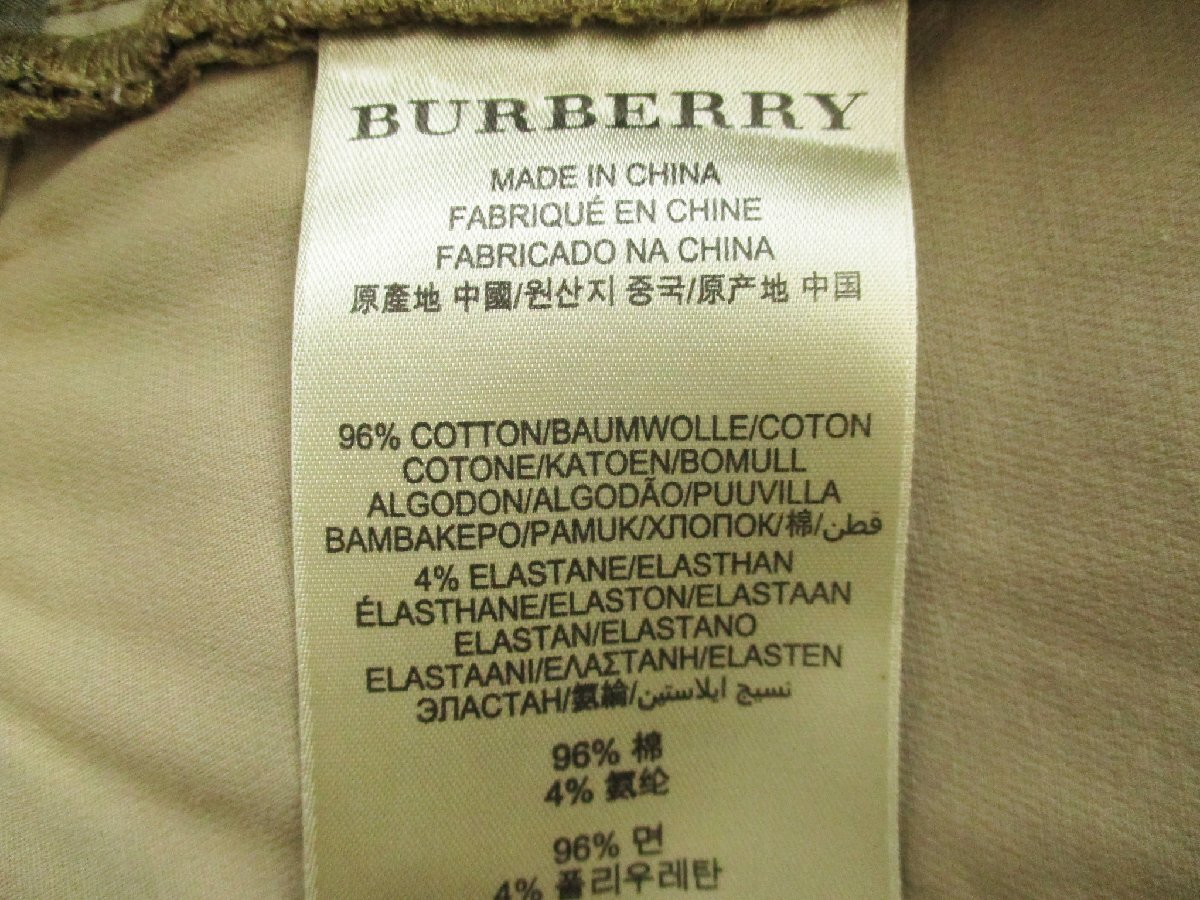 BURBERRY
MADE IN CHINA
FABRIQUÉ EN CHINE
FABRICADO NA CHINA
原產地 中國/원산지 중국/原产地 中国
96% COTTON/BAUMWOLLE/COTON
COTONE/KATOEN/BOMULL
ALGODON/ALGODÃO/PUUVILLA
BAMBAKEPO/PAMUK/ХЛОПОК/棉/قطن
4% ELASTANE/ELASTHAN
ÉLASTHANE/ELASTON/ELASTAAN
ELASTAN/ELASTANO
ELASTAANI/ΕΛΑΣΤΑΝΗ/ELASTEN
ЭЛАСТАН/氨綸/نسيج ايلاستين
96% 棉
4% 氨纶
96% 면
4% 폴리우레탄